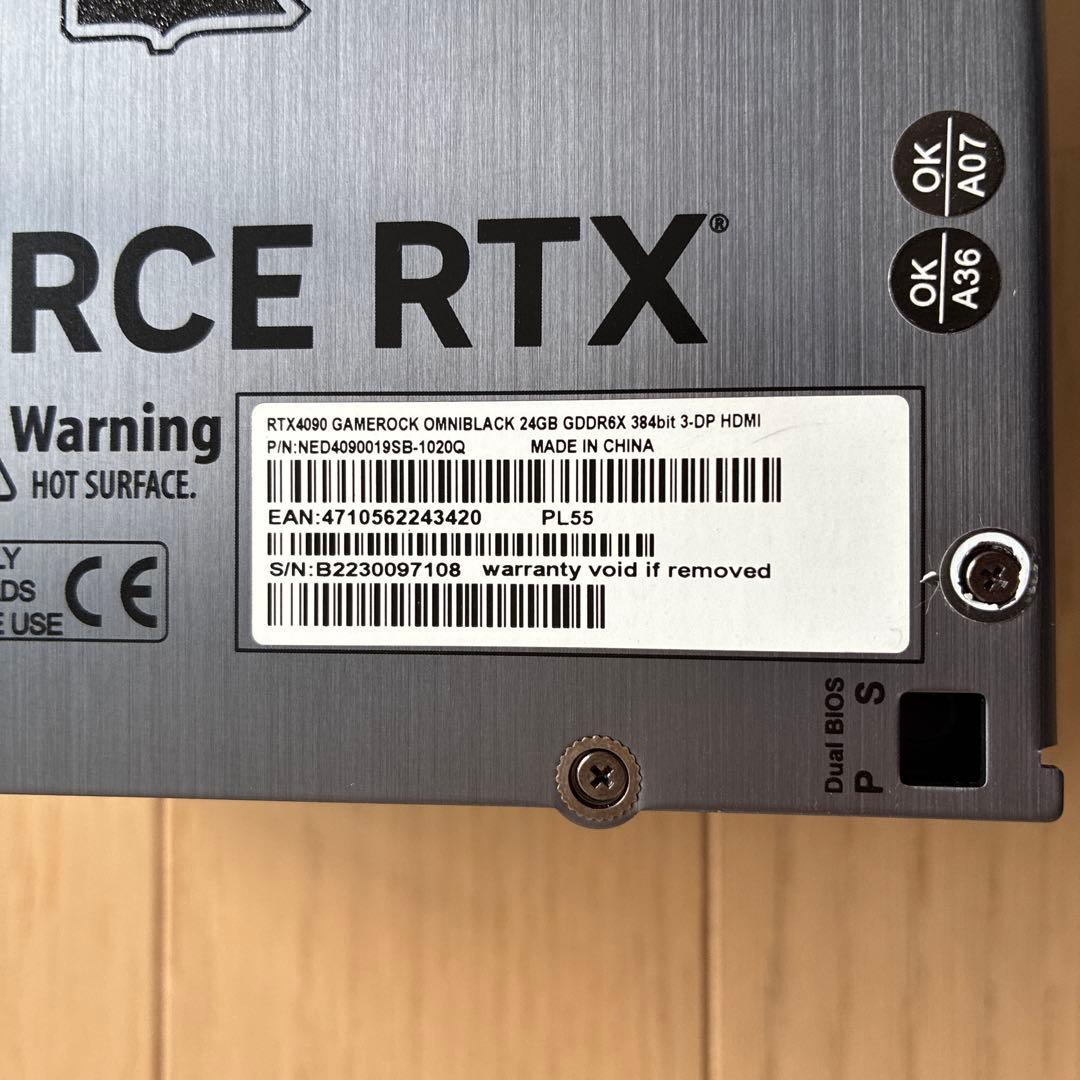 RCE RTX®
OK
A07
OK
A36
Warning
HOT SURFACE.
LY
DS
E USE
CE
RTX4090 GAMEROCK OMNIBLACK 24GB GDDR6X 384bit 3-DP HDMI
P/N:NED4090019SB-1020Q MADE IN CHINA
EAN:4710562243420 PL55
S/N:B2230097108 warranty void if removed
Dual BIOS
P S